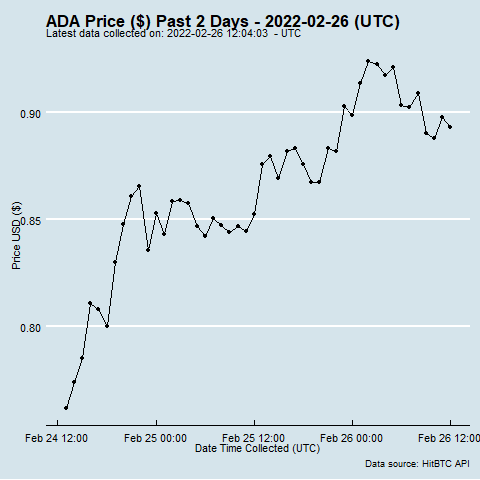 ADA Price ($) Past 2 Days - 2022-02-26 (UTC)
Latest data collected on: 2022-02-26 12:04:03  - UTC
0.90
0.85
0.80
Price USD ($)
Feb 24 12:00 Feb 25 00:00 Feb 25 12:00 Feb 26 00:00 Feb 26 12:00
Date Time Collected (UTC)
Data source: HitBTC API